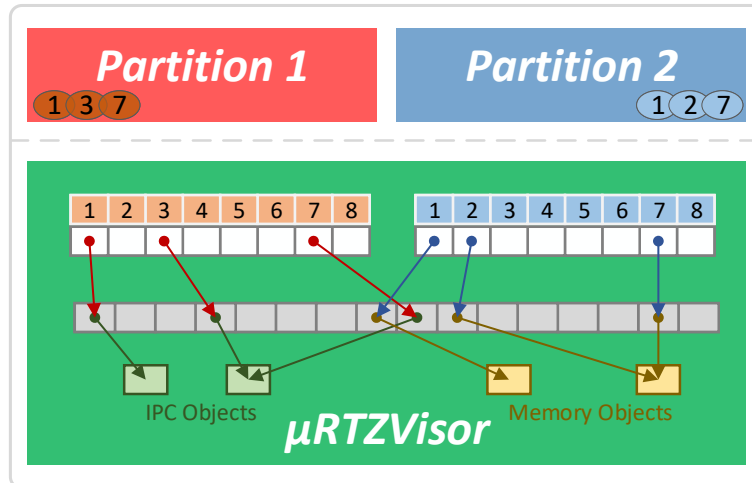 Partition 1
Partition 2
1 3 7
1 2 7
1 2 3 4 5 6 7 8
1 2 3 4 5 6 7 8
IPC Objects
Memory Objects
μRTZVisor